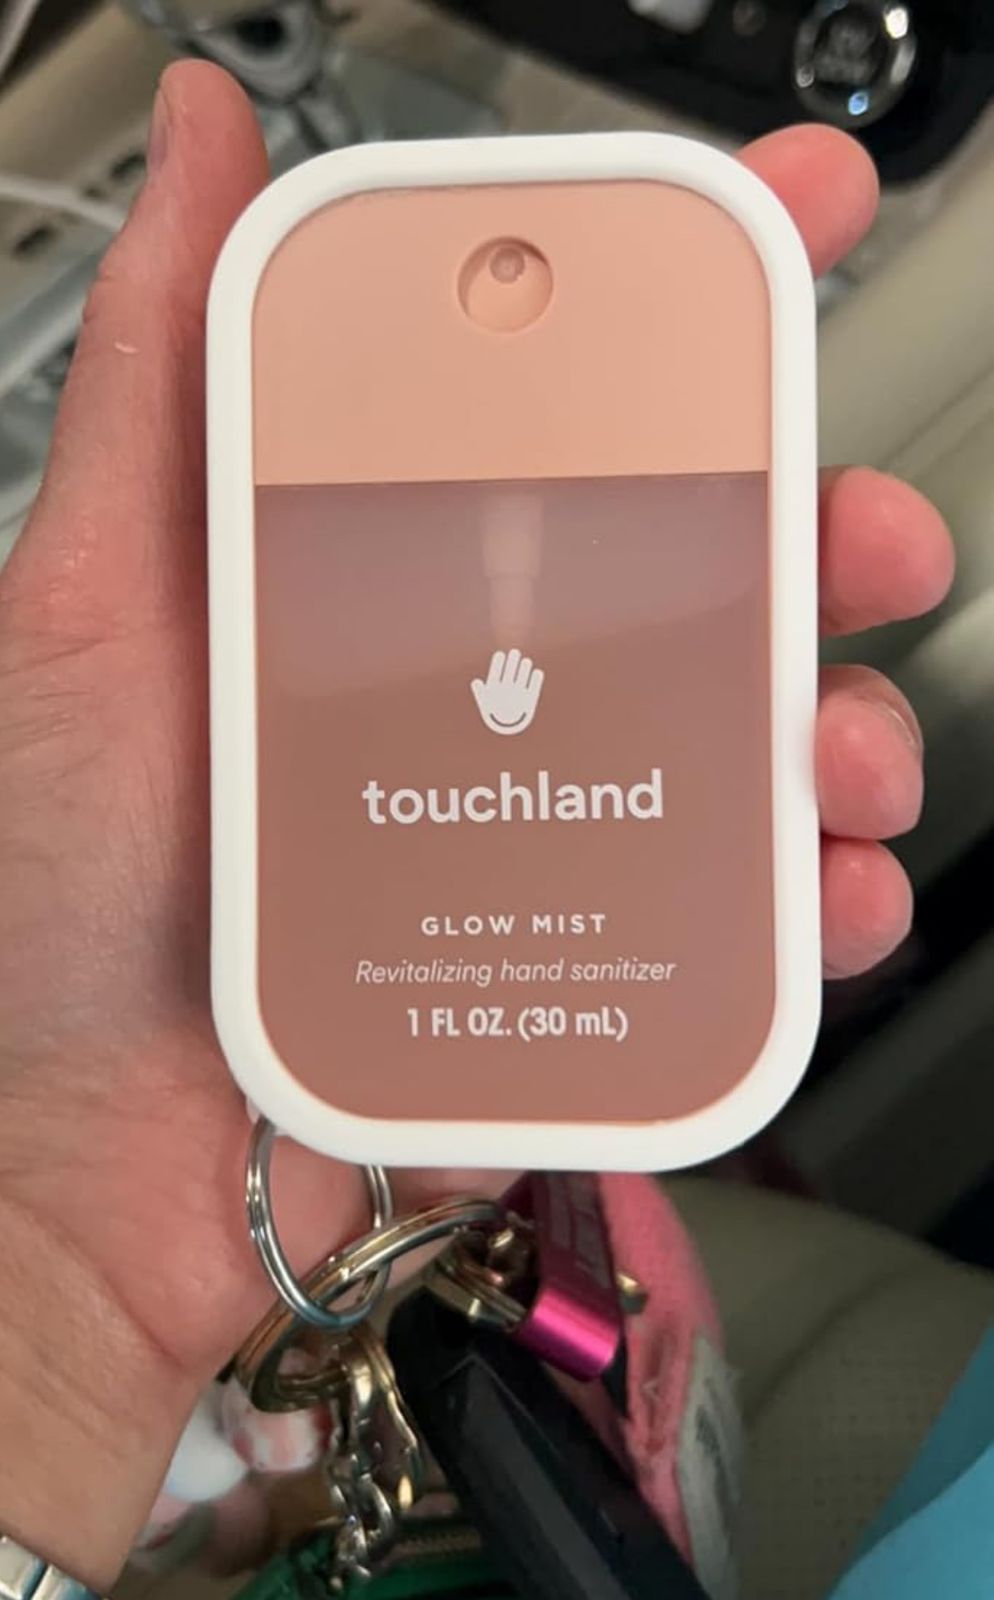 touchland
GLOW MIST
Revitalizing hand sanitizer
1 FL OZ. (30 mL)